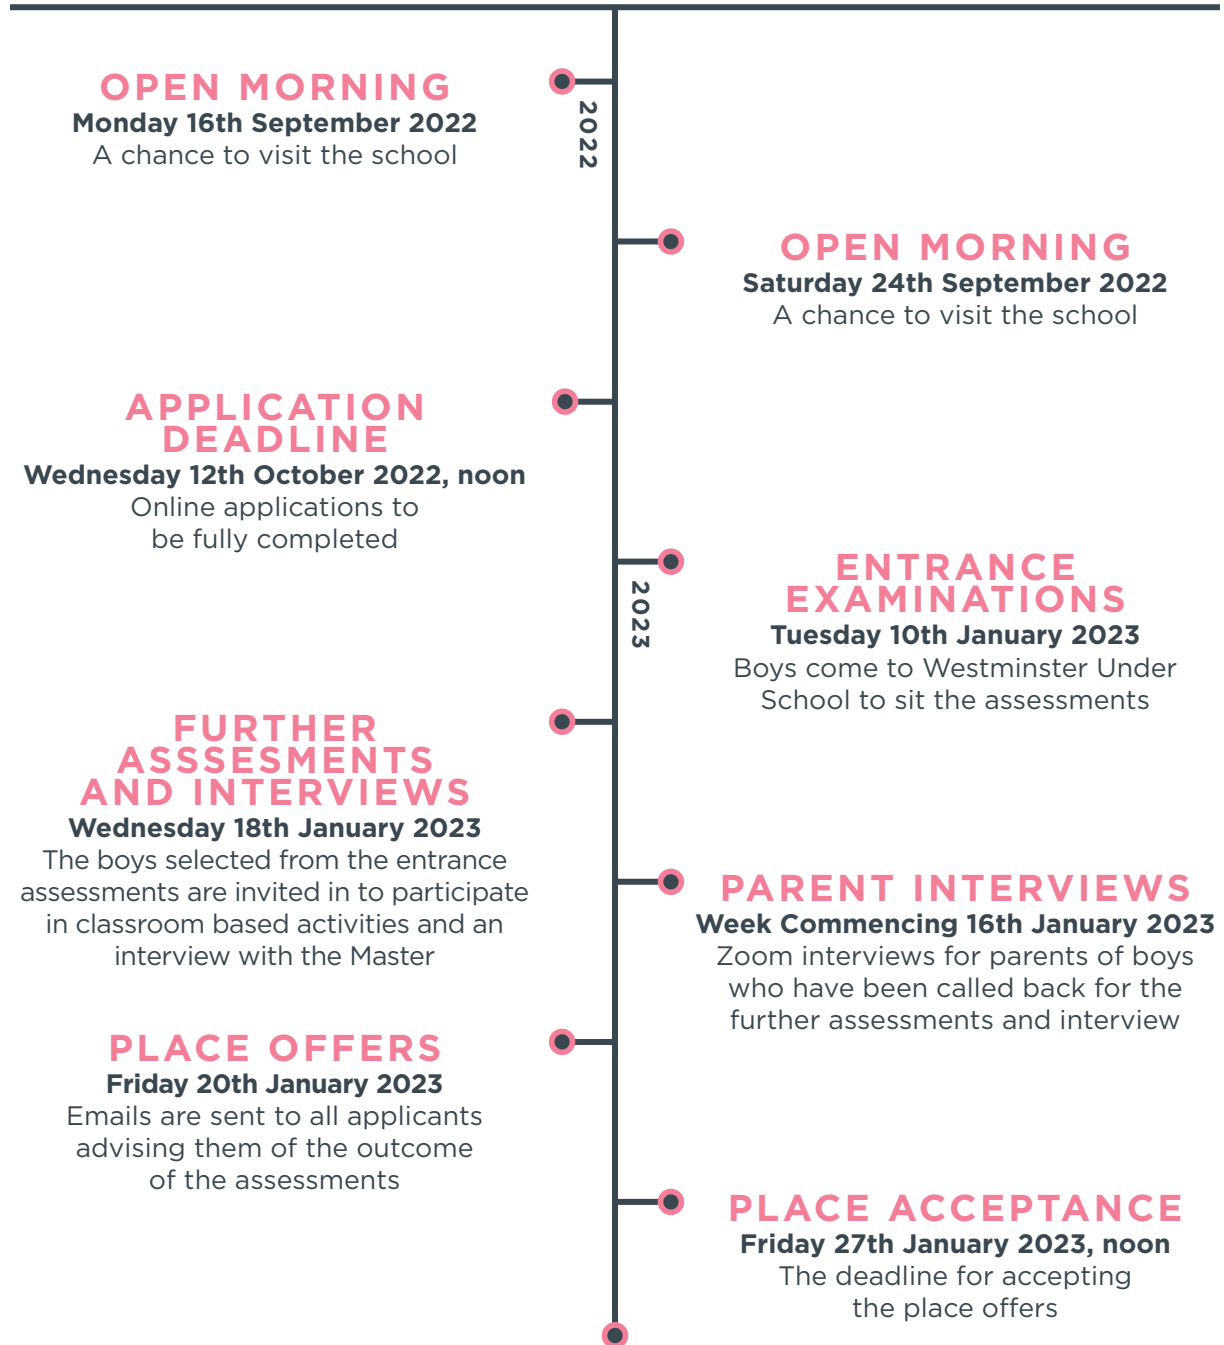 OPEN MORNING
Monday 16th September 2022
A chance to visit the school
2022
OPEN MORNING
Saturday 24th September 2022
A chance to visit the school
APPLICATION
DEADLINE
Wednesday 12th October 2022, noon
Online applications to
be fully completed
ENTRANCE
EXAMINATIONS
Tuesday 10th January 2023
Boys come to Westminster Under
School to sit the assessments
2023
FURTHER
ASSSESMENTS
AND INTERVIEWS
Wednesday 18th January 2023
The boys selected from the entrance
assessments are invited in to participate
in classroom based activities and an
interview with the Master
PARENT INTERVIEWS
Week Commencing 16th January 2023
Zoom interviews for parents of boys
who have been called back for the
further assessments and interview
PLACE OFFERS
Friday 20th January 2023
Emails are sent to all applicants
advising them of the outcome
of the assessments
PLACE ACCEPTANCE
Friday 27th January 2023, noon
The deadline for accepting
the place offers